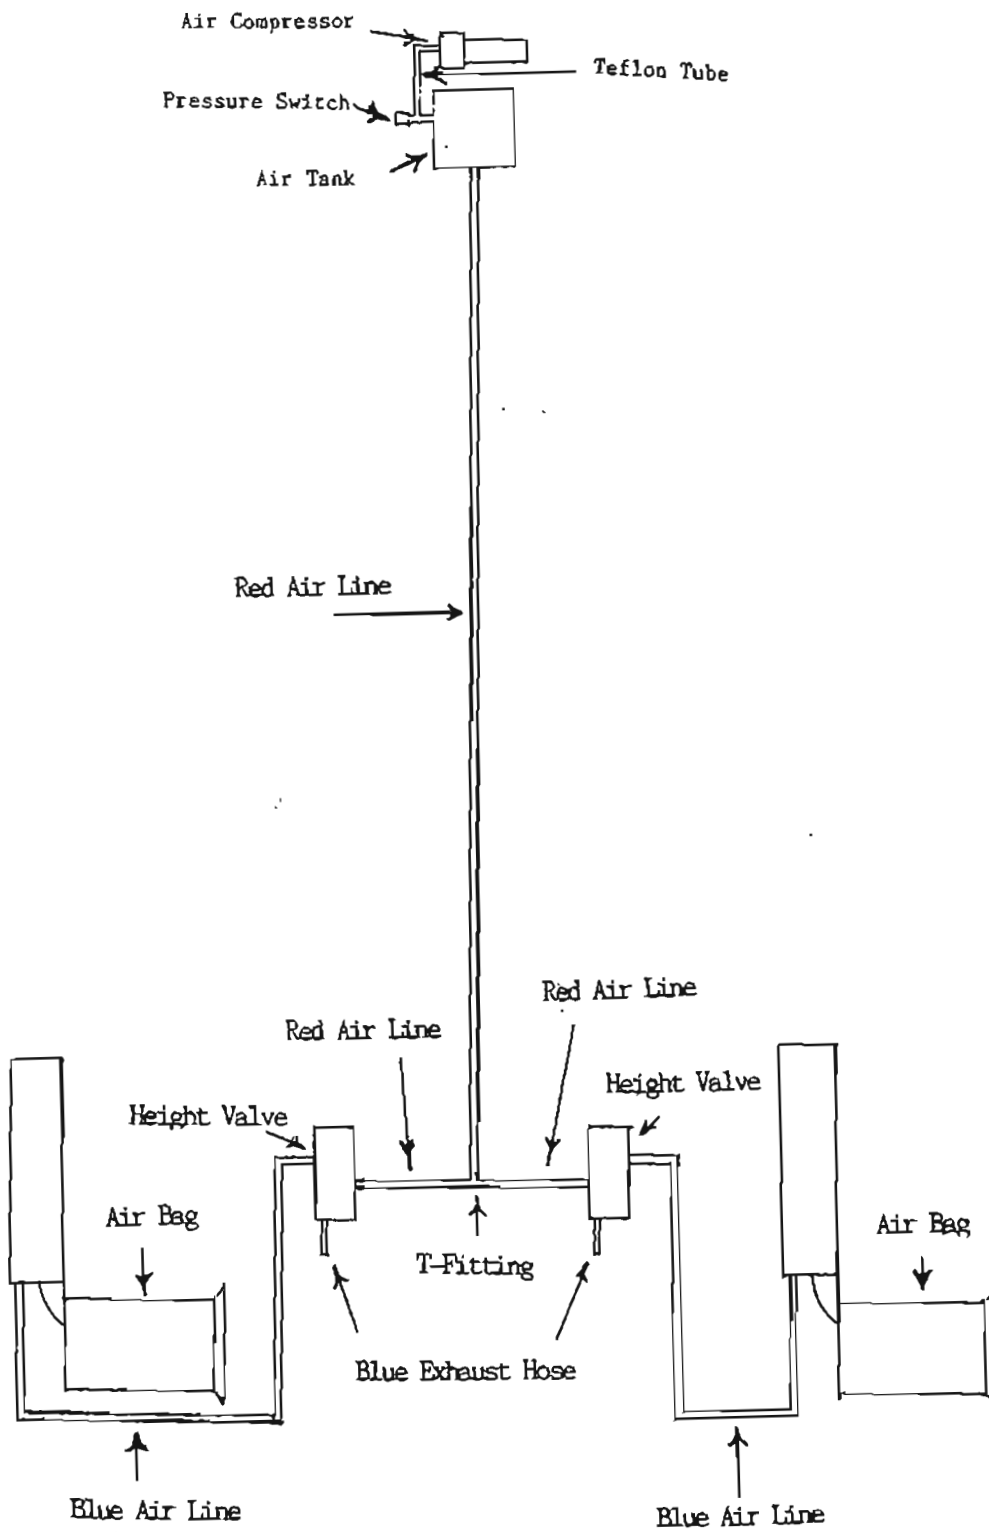 Air Compressor
Teflon Tube
Pressure Switch
Air Tank
Red Air Line
Red Air Line
Red Air Line
Height Valve
Height Valve
Air Bag
Air Bag
T-Fitting
Blue Exhaust Hose
Blue Air Line
Blue Air Line